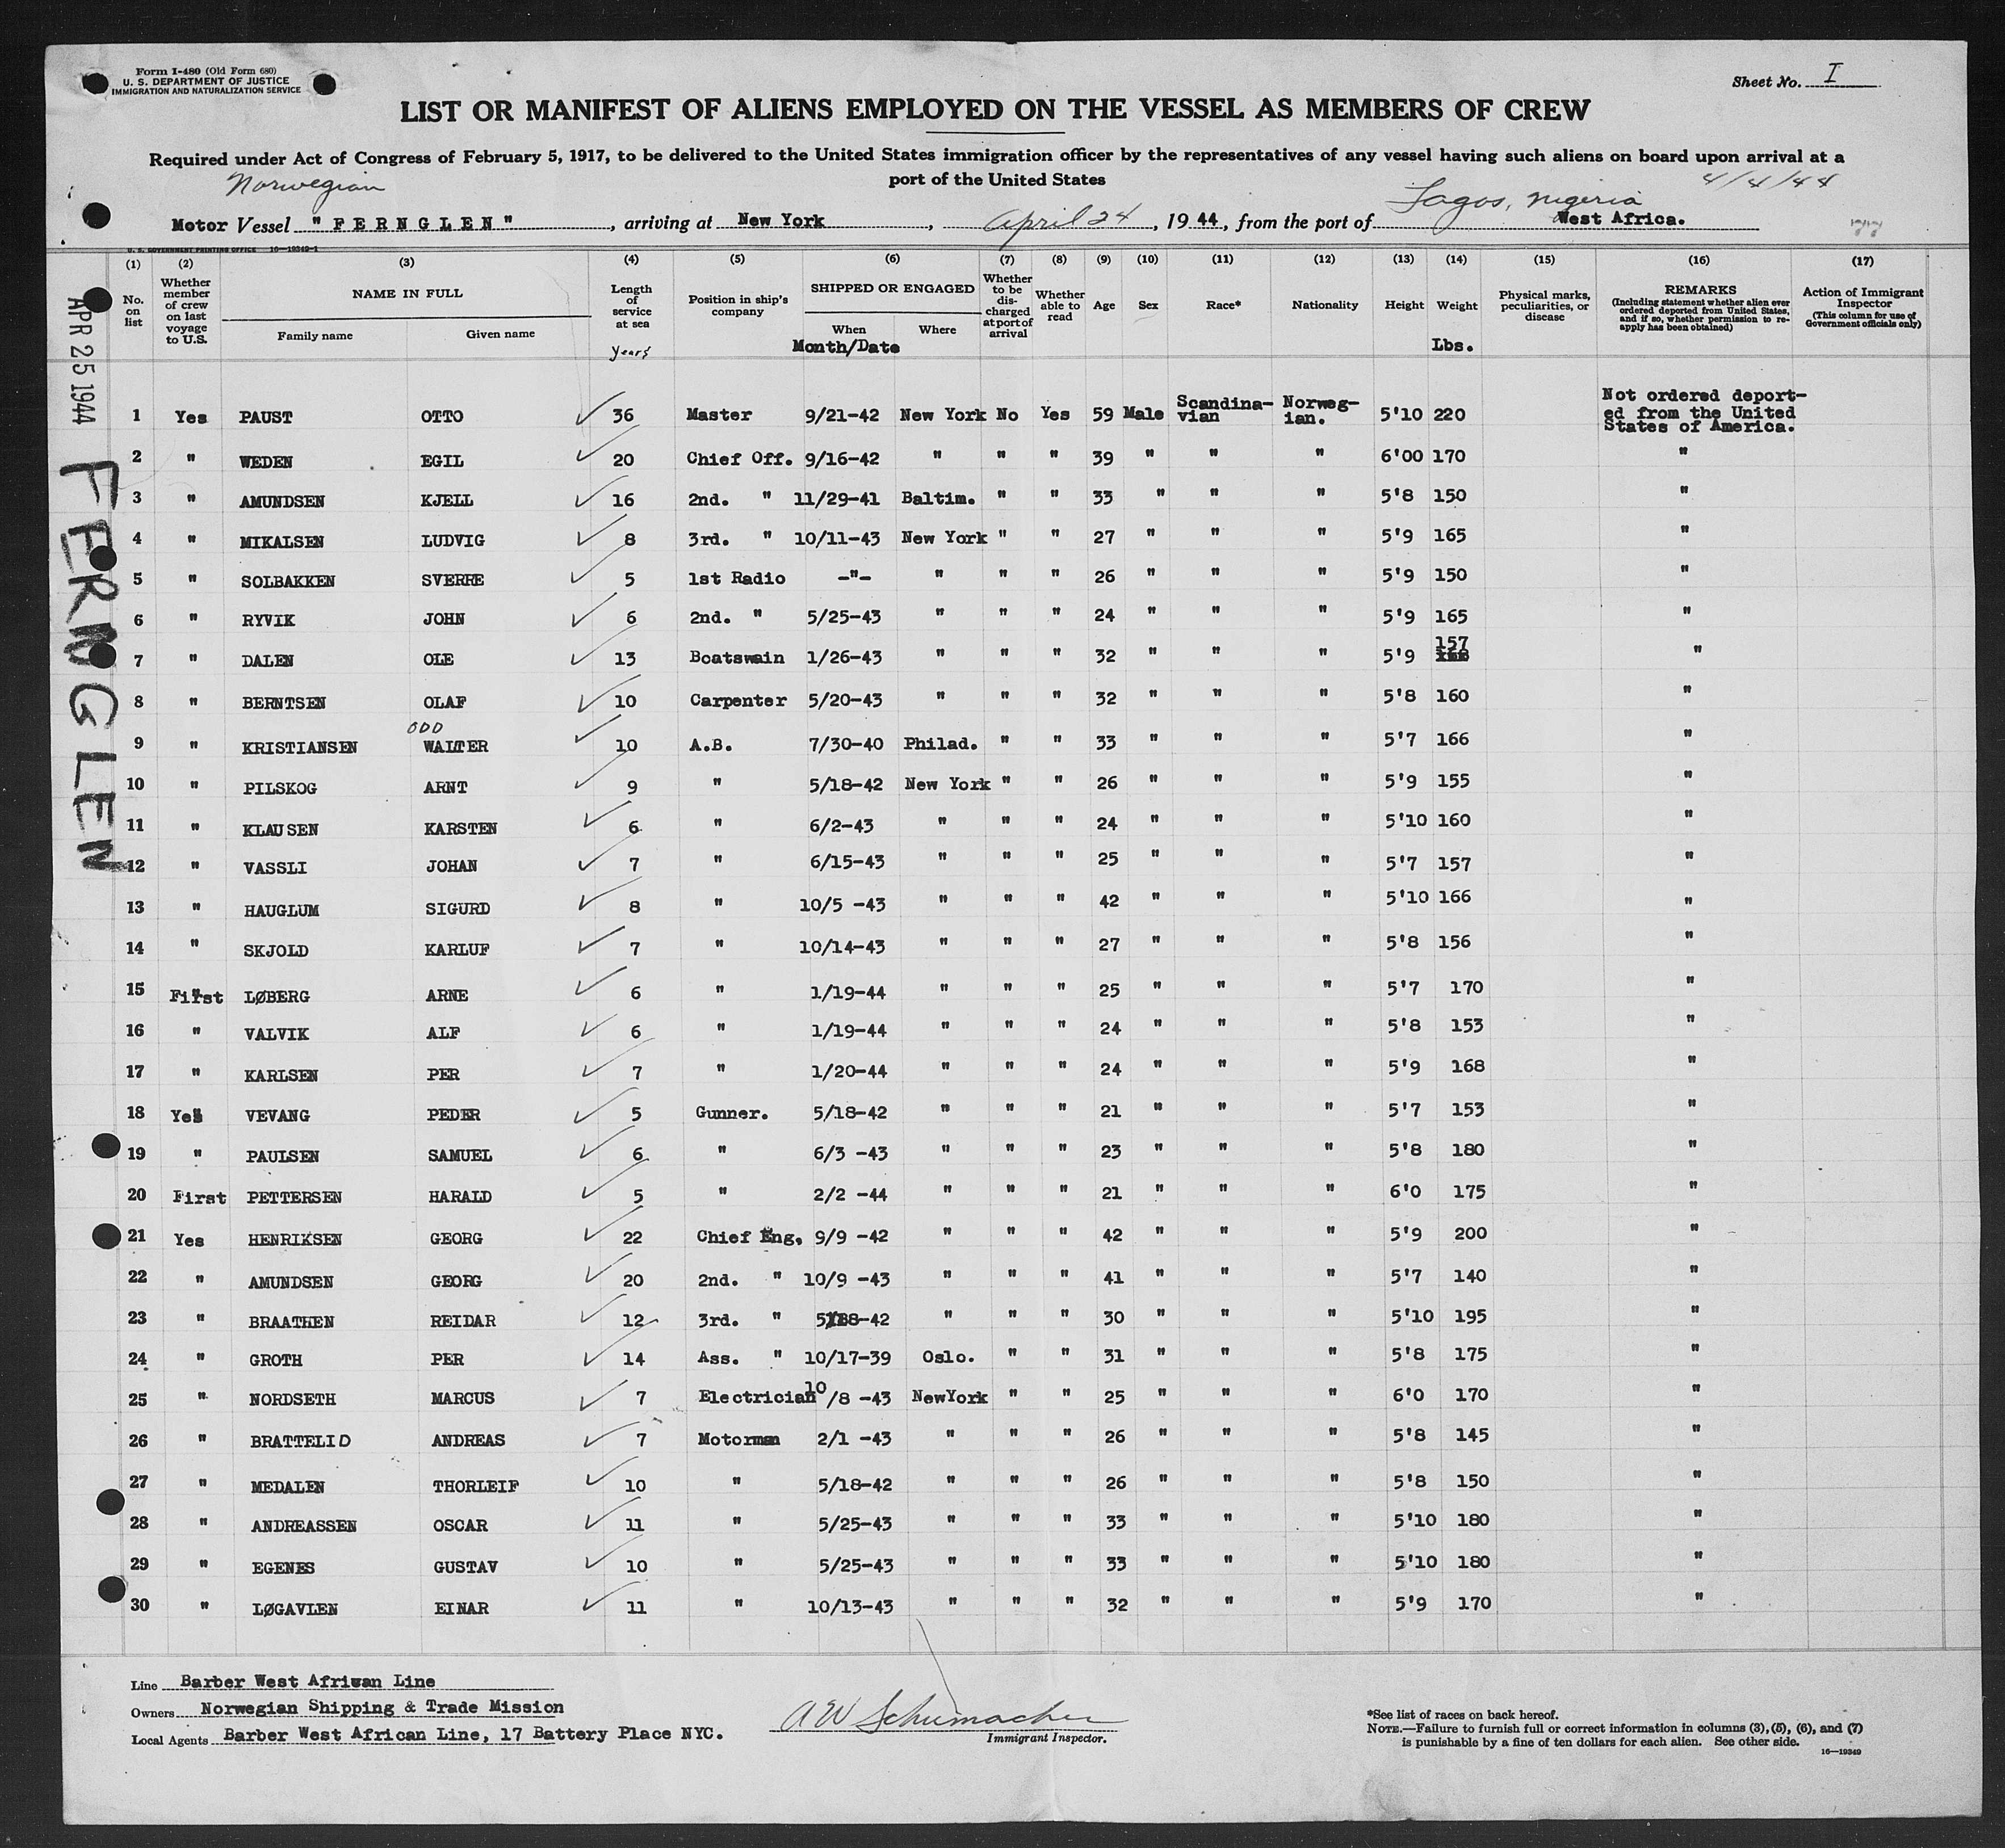 Form I-480 (Old Form 680)
U. S. DEPARTMENT OF JUSTICE
IMMIGRATION AND NATURALIZATION SERVICE
Sheet No. I
LIST OR MANIFEST OF ALIENS EMPLOYED ON THE VESSEL AS MEMBERS OF CREW
Required under Act of Congress of February 5, 1917, to be delivered to the United States immigration officer by the representatives of any vessel having such aliens on board upon arrival at a
port of the United States
Norwegian
Lagos, Nigeria 4/4/44
Motor Vessel "FERNGLEN", arriving at New York, April 24, 1944, from the port of West Africa.
77
U. S. GOVERNMENT PRINTING OFFICE 16-19349-1
APR 25 1944
FERNGLEN
(1) (2) (3) (4) (5) (6) (7) (8) (9) (10) (11) (12) (13) (14) (15) (16) (17)
No. on list
Whether member of crew on last voyage to U.S.
NAME IN FULL
Family name
Given name
Length of service at sea
years
Position in ship's company
SHIPPED OR ENGAGED
When
Where
Month/Date
Whether to be discharged at port of arrival
Whether able to read
Age
Sex
Race*
Nationality
Height
Weight
Lbs.
Physical marks, peculiarities, or disease
REMARKS
(Including statement whether alien ever ordered deported from United States, and if so, whether permission to reapply has been obtained)
Action of Immigrant Inspector
(This column for use of Government officials only)
1 Yes PAUST OTTO ✓ 36 Master 9/21-42 New York No Yes 59 Male Scandina-vian Norweg-ian. 5'10 220 Not ordered deport-ed from the United States of America.
2 " WEDEN EGIL ✓ 20 Chief Off. 9/16-42 " " " 39 " " " 6'00 170 "
3 " AMUNDSEN KJELL ✓ 16 2nd. " 11/29-41 Baltim. " " 33 " " " 5'8 150 "
4 " MIKALSEN LUDVIG ✓ 8 3rd. " 10/11-43 New York " " 27 " " " 5'9 165 "
5 " SOLBAKKEN SVERRE ✓ 5 1st Radio -"- " " " 26 " " " 5'9 150 "
6 " RYVIK JOHN ✓ 6 2nd. " 5/25-43 " " " 24 " " " 5'9 165 "
7 " DALEN OLE ✓ 13 Boatswain 1/26-43 " " " 32 " " " 5'9 157 "
8 " BERNTSEN OLAF ✓ 10 Carpenter 5/20-43 " " " 32 " " " 5'8 160 "
9 " KRISTIANSEN ODD WALTER ✓ 10 A.B. 7/30-40 Philad. " " 33 " " " 5'7 166 "
10 " PILSKOG ARNT ✓ 9 " 5/18-42 New York " " 26 " " " 5'9 155 "
11 " KLAUSEN KARSTEN ✓ 6 " 6/2-43 " " " 24 " " " 5'10 160 "
12 " VASSLI JOHAN ✓ 7 " 6/15-43 " " " 25 " " " 5'7 157 "
13 " HAUGLUM SIGURD ✓ 8 " 10/5 -43 " " " 42 " " " 5'10 166 "
14 " SKJOLD KARLUF ✓ 7 " 10/14-43 " " " 27 " " " 5'8 156 "
15 First LØBERG ARNE ✓ 6 " 1/19-44 " " " 25 " " " 5'7 170 "
16 " VALVIK ALF ✓ 6 " 1/19-44 " " " 24 " " " 5'8 153 "
17 " KARLSEN PER ✓ 7 " 1/20-44 " " " 24 " " " 5'9 168 "
18 Yes VEVANG PEDER ✓ 5 Gunner. 5/18-42 " " " 21 " " " 5'7 153 "
19 " PAULSEN SAMUEL ✓ 6 " 6/3 -43 " " " 23 " " " 5'8 180 "
20 First PETTERSEN HARALD ✓ 5 " 2/2 -44 " " " 21 " " " 6'0 175 "
21 Yes HENRIKSEN GEORG ✓ 22 Chief Eng. 9/9 -42 " " " 42 " " " 5'9 200 "
22 " AMUNDSEN GEORG ✓ 20 2nd. " 10/9 -43 " " " 41 " " " 5'7 140 "
23 " BRAATHEN REIDAR ✓ 12 3rd. " 5/18-42 " " " 30 " " " 5'10 195 "
24 " GROTH PER ✓ 14 Ass. " 10/17-39 Oslo. " " 31 " " " 5'8 175 "
25 " NORDSETH MARCUS ✓ 7 Electrician 10/8 -43 NewYork " " 25 " " " 6'0 170 "
26 " BRATTELID ANDREAS ✓ 7 Motorman 2/1 -43 " " " 26 " " " 5'8 145 "
27 " MEDALEN THORLEIF ✓ 10 " 5/18-42 " " " 26 " " " 5'8 150 "
28 " ANDREASSEN OSCAR ✓ 11 " 5/25-43 " " " 33 " " " 5'10 180 "
29 " EGENES GUSTAV ✓ 10 " 5/25-43 " " " 33 " " " 5'10 180 "
30 " LØGAVLEN EINAR ✓ 11 " 10/13-43 " " " 32 " " " 5'9 170 "
Line Barber West African Line
Owners Norwegian Shipping & Trade Mission
Local Agents Barber West African Line, 17 Battery Place NYC.
A W Schumacher
Immigrant Inspector.
*See list of races on back hereof.
NOTE.—Failure to furnish full or correct information in columns (3), (5), (6), and (7)
is punishable by a fine of ten dollars for each alien. See other side.
16—19349